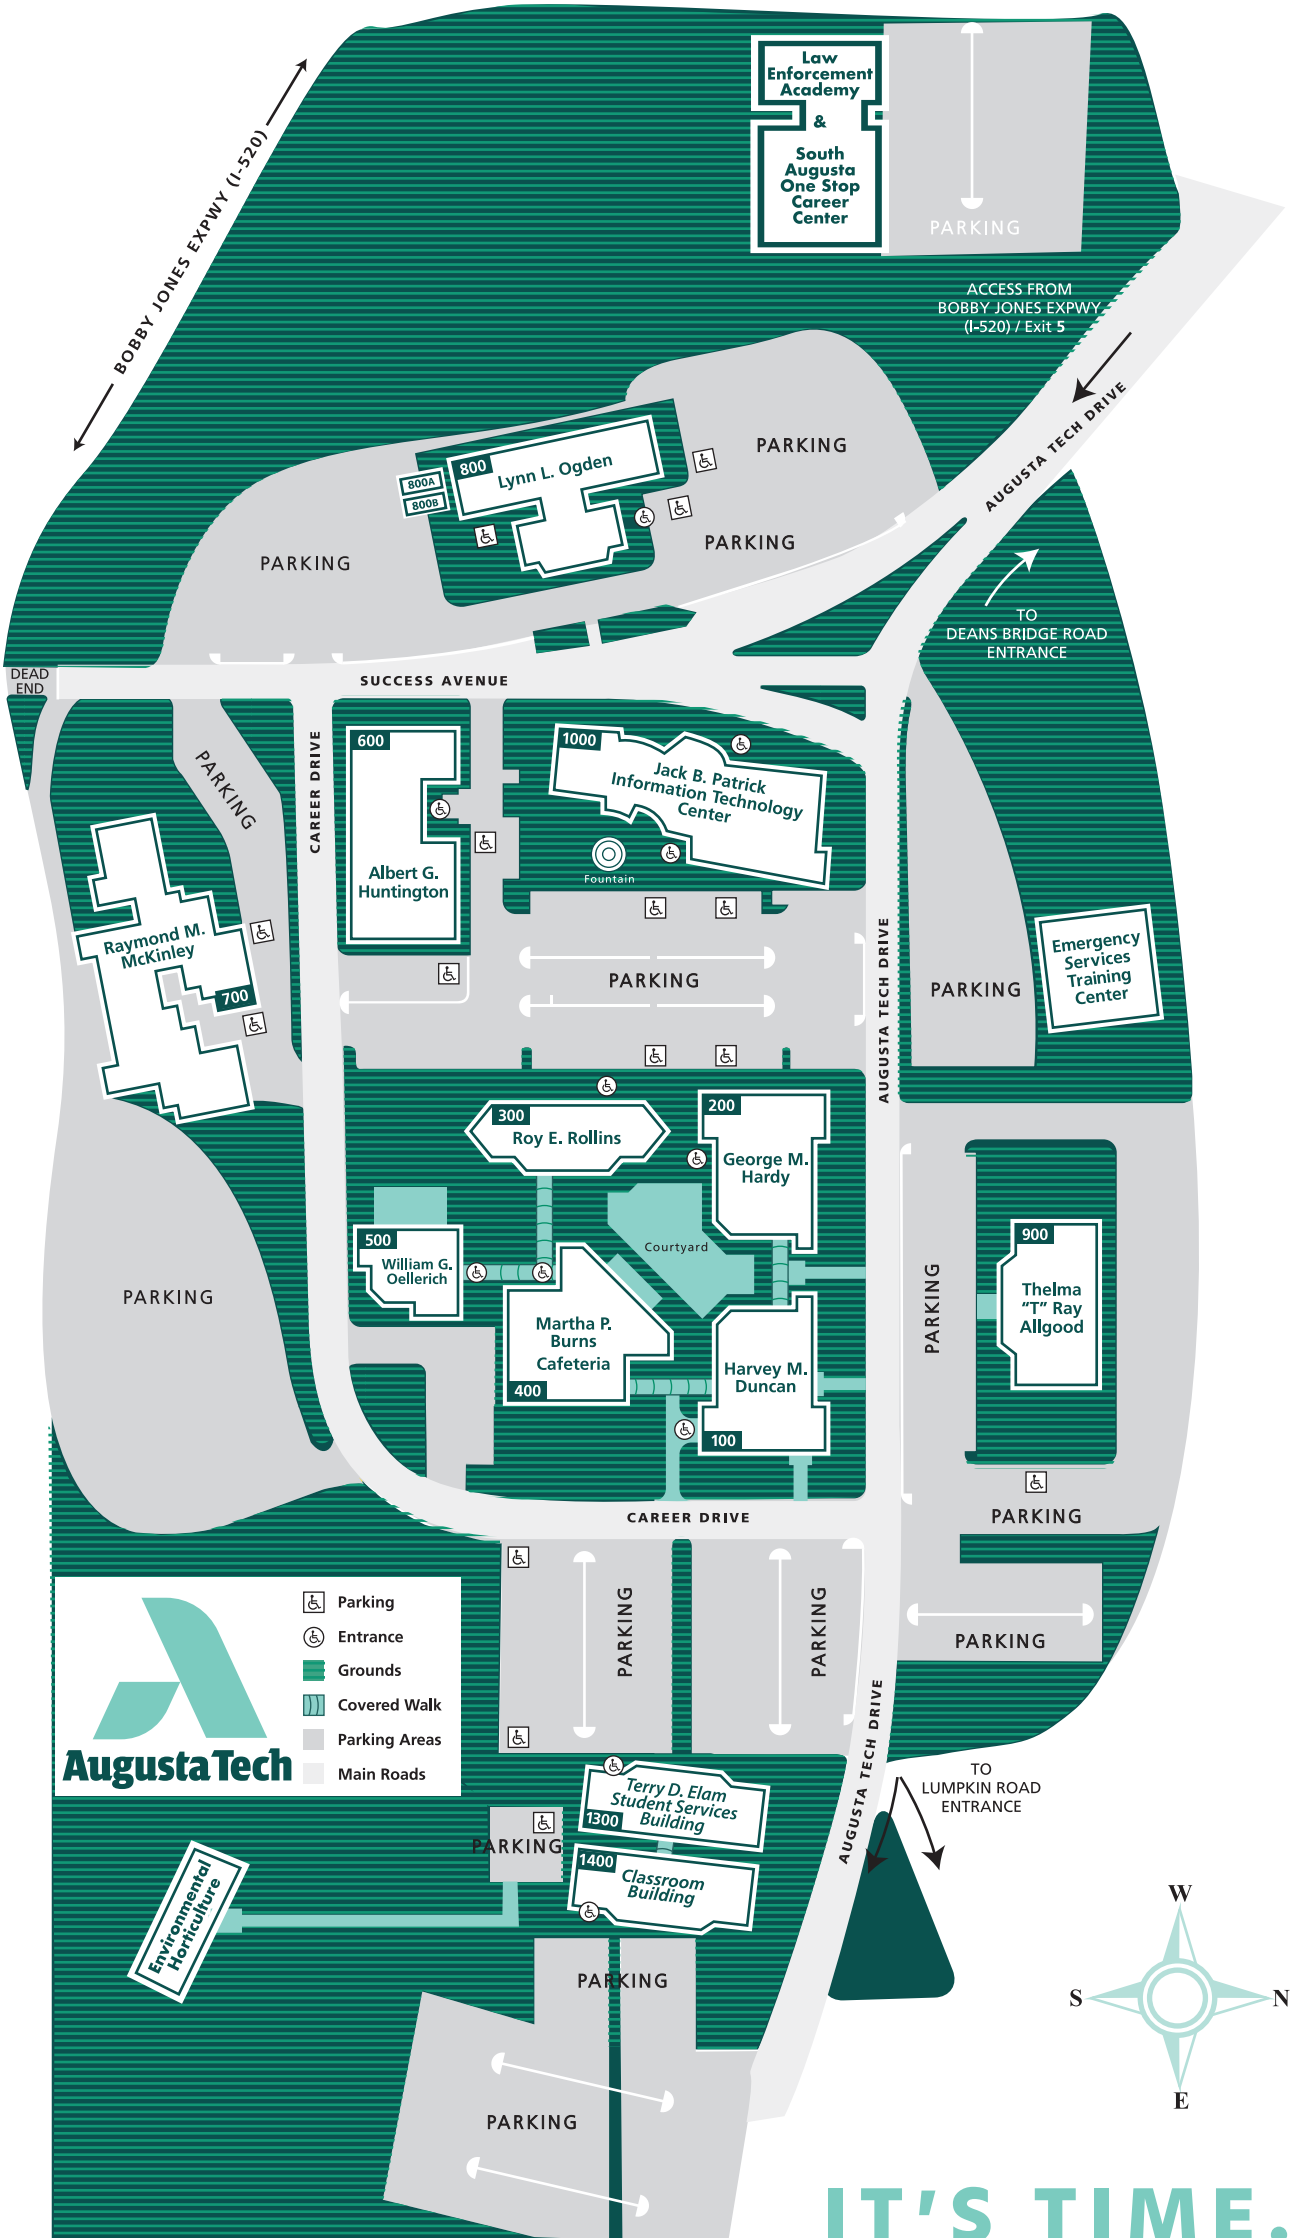 Law
Enforcement
Academy
&
South
Augusta
One Stop
Career
Center
PARKING
BOBBY JONES EXPWY (I-520)
ACCESS FROM
BOBBY JONES EXPWY
(I-520) / Exit 5
AUGUSTA TECH DRIVE
PARKING
800
Lynn L. Ogden
800A
800B
PARKING
PARKING
TO
DEANS BRIDGE ROAD
ENTRANCE
DEAD
END
SUCCESS AVENUE
CAREER DRIVE
PARKING
600
Albert G.
Huntington
1000
Jack B. Patrick
Information Technology
Center
Fountain
Raymond M.
McKinley
700
PARKING
AUGUSTA TECH DRIVE
PARKING
Emergency
Services
Training
Center
300
Roy E. Rollins
200
George M.
Hardy
Courtyard
500
William G.
Oellerich
Martha P.
Burns
Cafeteria
400
Harvey M.
Duncan
100
PARKING
PARKING
900
Thelma
“T” Ray
Allgood
PARKING
CAREER DRIVE
PARKING
PARKING
PARKING
Parking
Entrance
Grounds
Covered Walk
Parking Areas
Main Roads
AugustaTech
AUGUSTA TECH DRIVE
TO
LUMPKIN ROAD
ENTRANCE
Terry D. Elam
Student Services
Building
1300
PARKING
1400
Classroom
Building
Environmental
Horticulture
PARKING
PARKING
W
S
N
E
IT'S TIME.